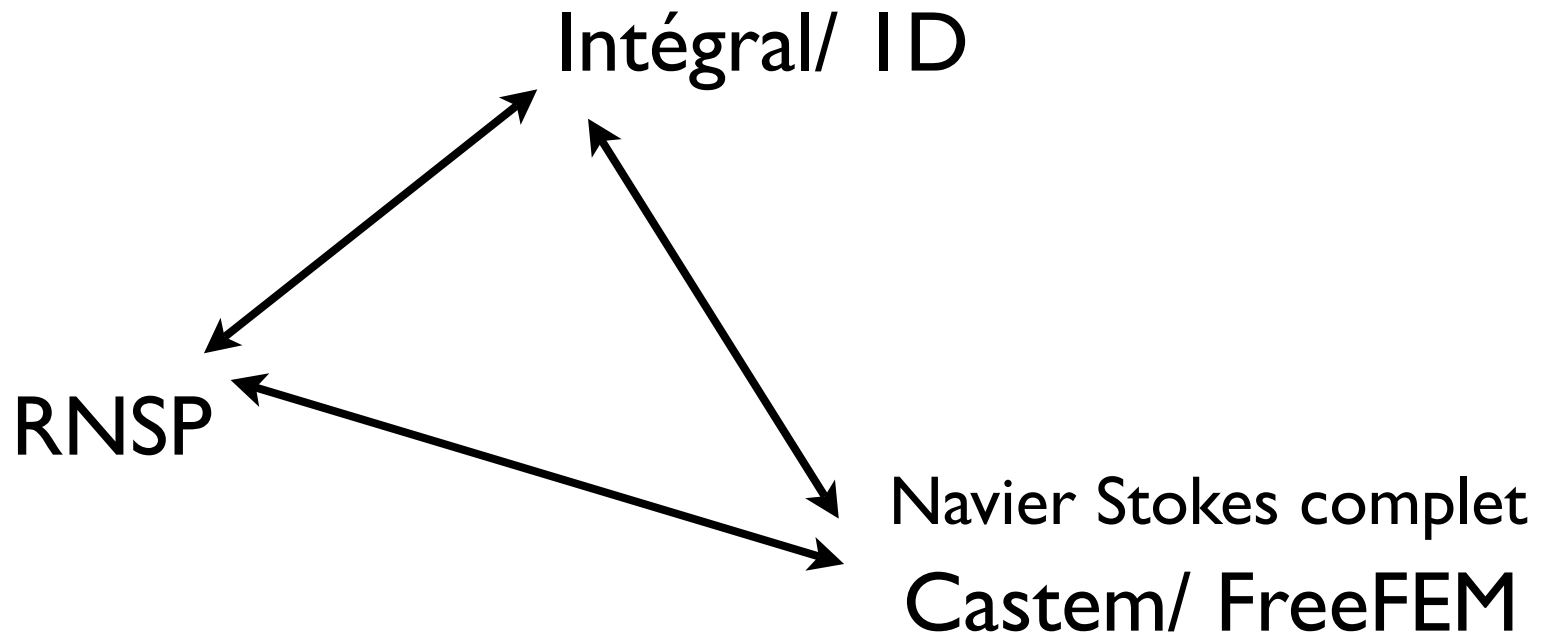 Intégral/ 1D
RNSP
Navier Stokes complet
Castem/ FreeFEM